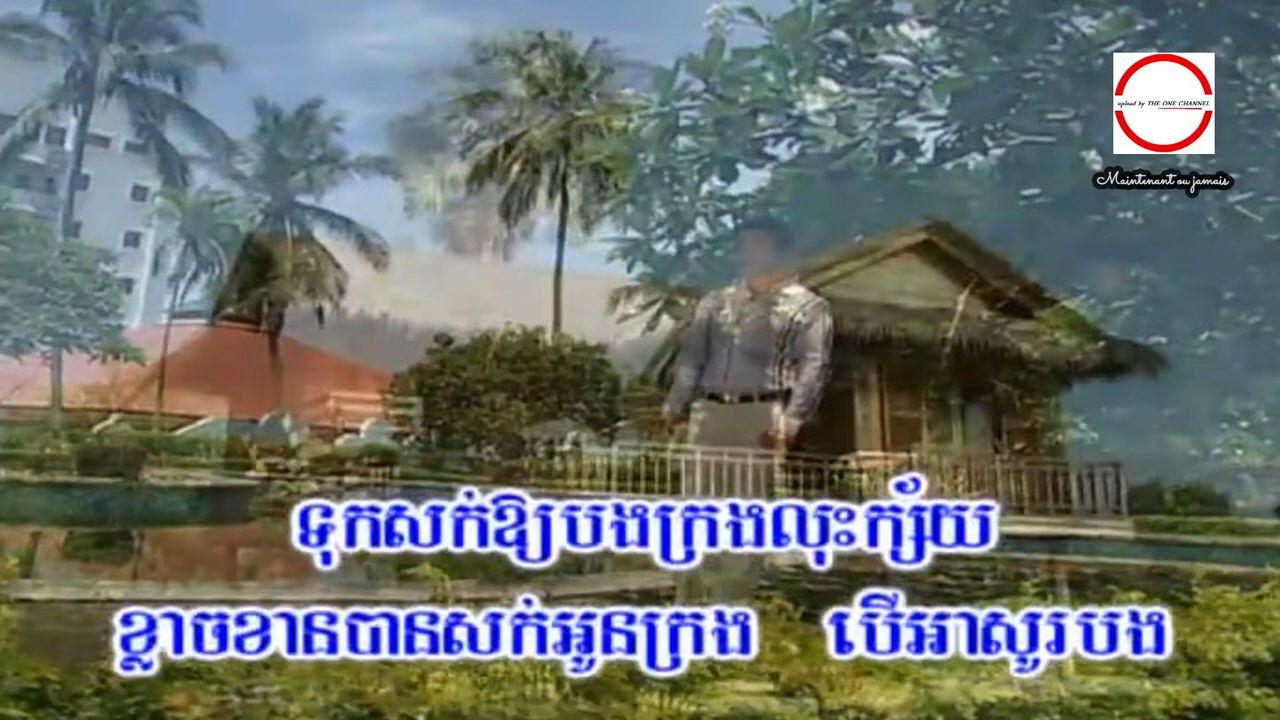 upload by THE ONE CHANNEL
Maintenant ou jamais
ទុកសក់ឱ្យបងក្រងលុះក្ស័យ
ខ្លាចខានបានសក់អូនក្រង បើអាសូរបង